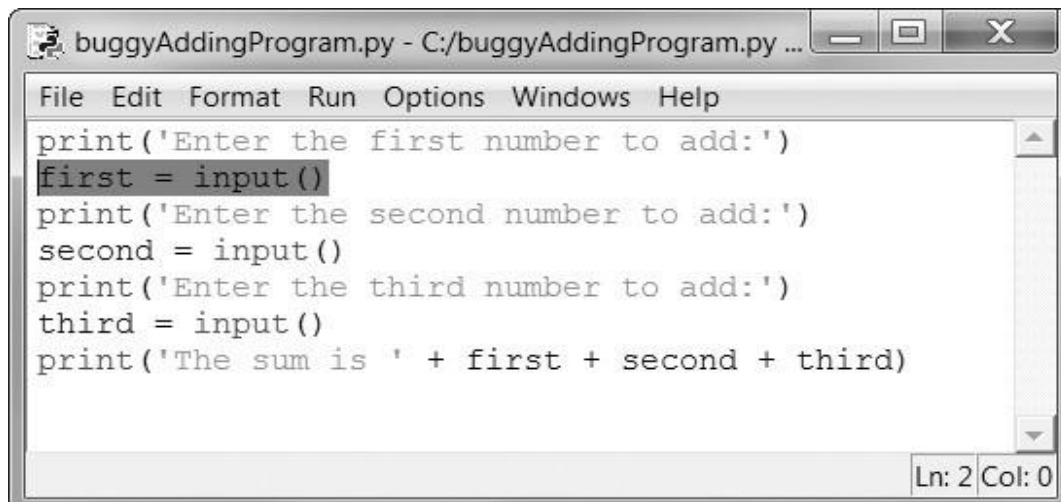 buggyAddingProgram.py - C:/buggyAddingProgram.py ...
File Edit Format Run Options Windows Help
print('Enter the first number to add:')
first = input()
print('Enter the second number to add:')
second = input()
print('Enter the third number to add:')
third = input()
print('The sum is ' + first + second + third)
Ln: 2 Col: 0